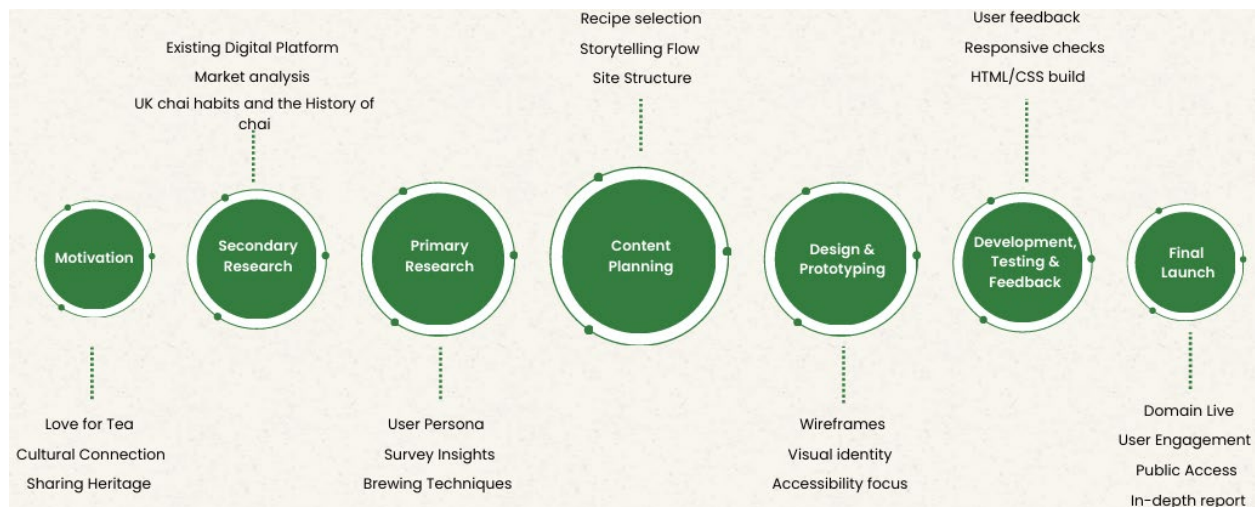 Existing Digital Platform
Market analysis
UK chai habits and the History of
chai
Recipe selection
Storytelling Flow
Site Structure
User feedback
Responsive checks
HTML/CSS build
Motivation
Secondary
Research
Primary
Research
Content
Planning
Design &
Prototyping
Development,
Testing &
Feedback
Final
Launch
Love for Tea
Cultural Connection
Sharing Heritage
User Persona
Survey Insights
Brewing Techniques
Wireframes
Visual identity
Accessibility focus
Domain Live
User Engagement
Public Access
In-depth report